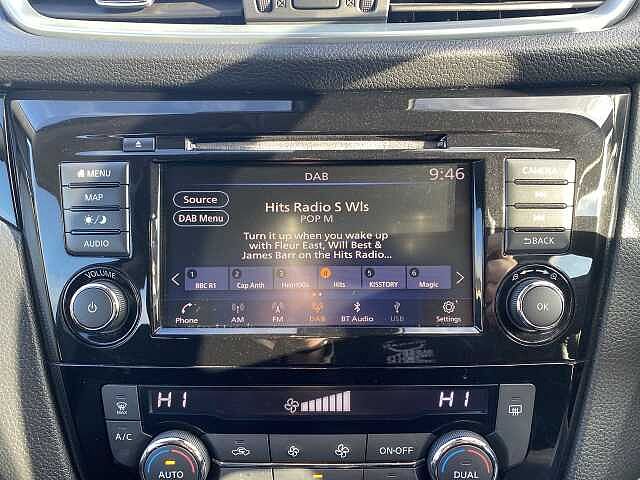 DAB
9:46
MENU
MAP
AUDIO
VOLUME
Source
DAB Menu
Hits Radio S Wls
POP M
Turn it up when you wake up
with Fleur East, Will Best &
James Barr on the Hits Radio...
1 2 3 4 5 6
BBC R1 Cap Anth Heart00s Hits KISSTORY Magic
Phone AM FM DAB BT Audio USB Settings
CAMERA
BACK
OK
HI HI
MAX
A/C
ON-OFF
AUTO
DUAL